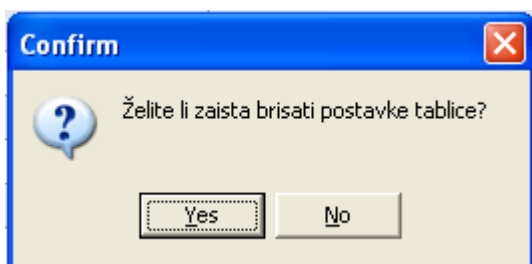 Confirm
Želite li zaista brisati postavke tablice?
Yes
No